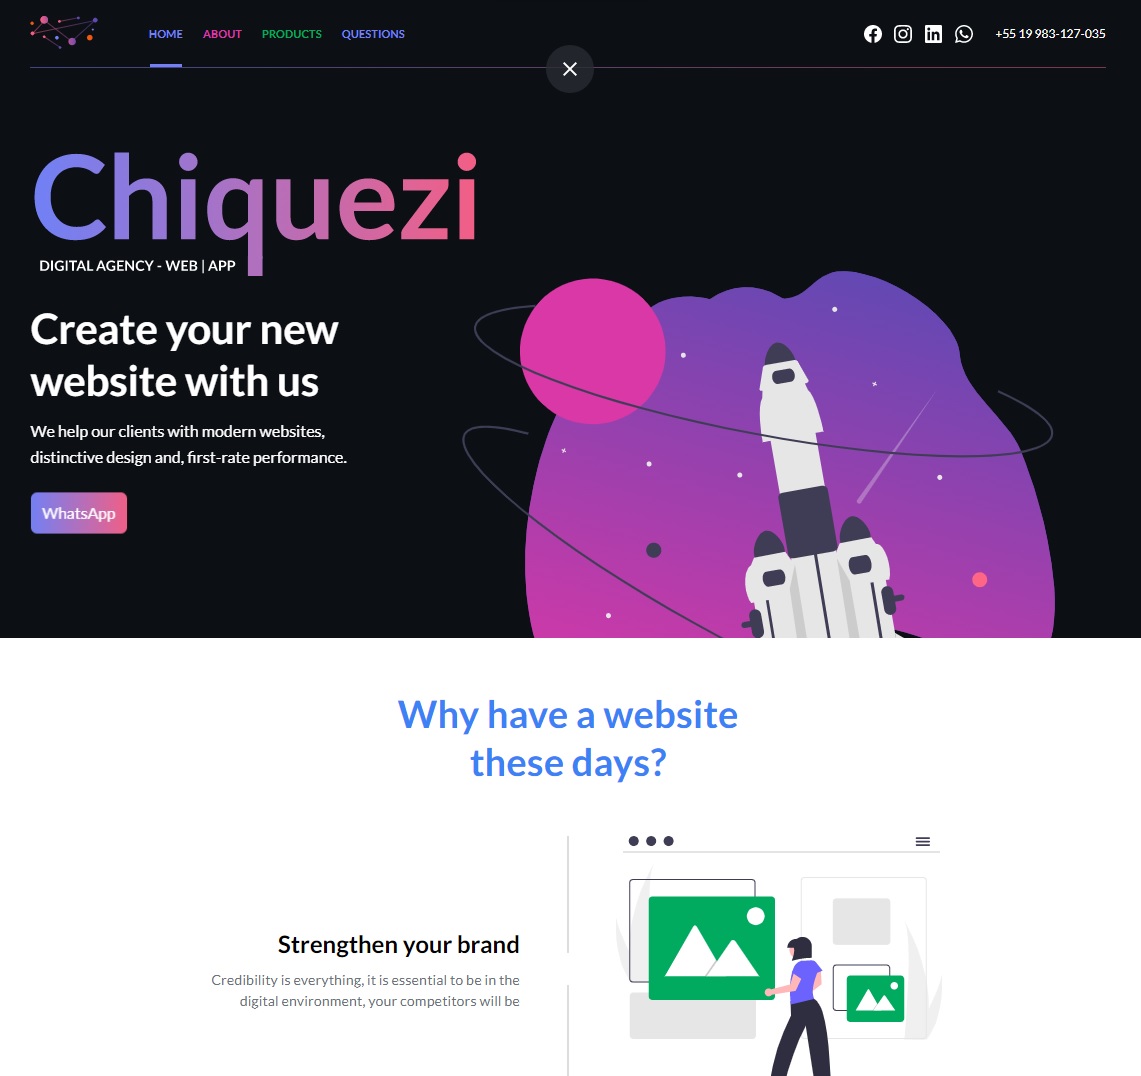 HOME ABOUT PRODUCTS QUESTIONS +55 19 983-127-035
Chiquezi
DIGITAL AGENCY - WEB | APP
Create your new
website with us
We help our clients with modern websites,
distinctive design and, first-rate performance.
WhatsApp
Why have a website
these days?
Strengthen your brand
Credibility is everything, it is essential to be in the
digital environment, your competitors will be